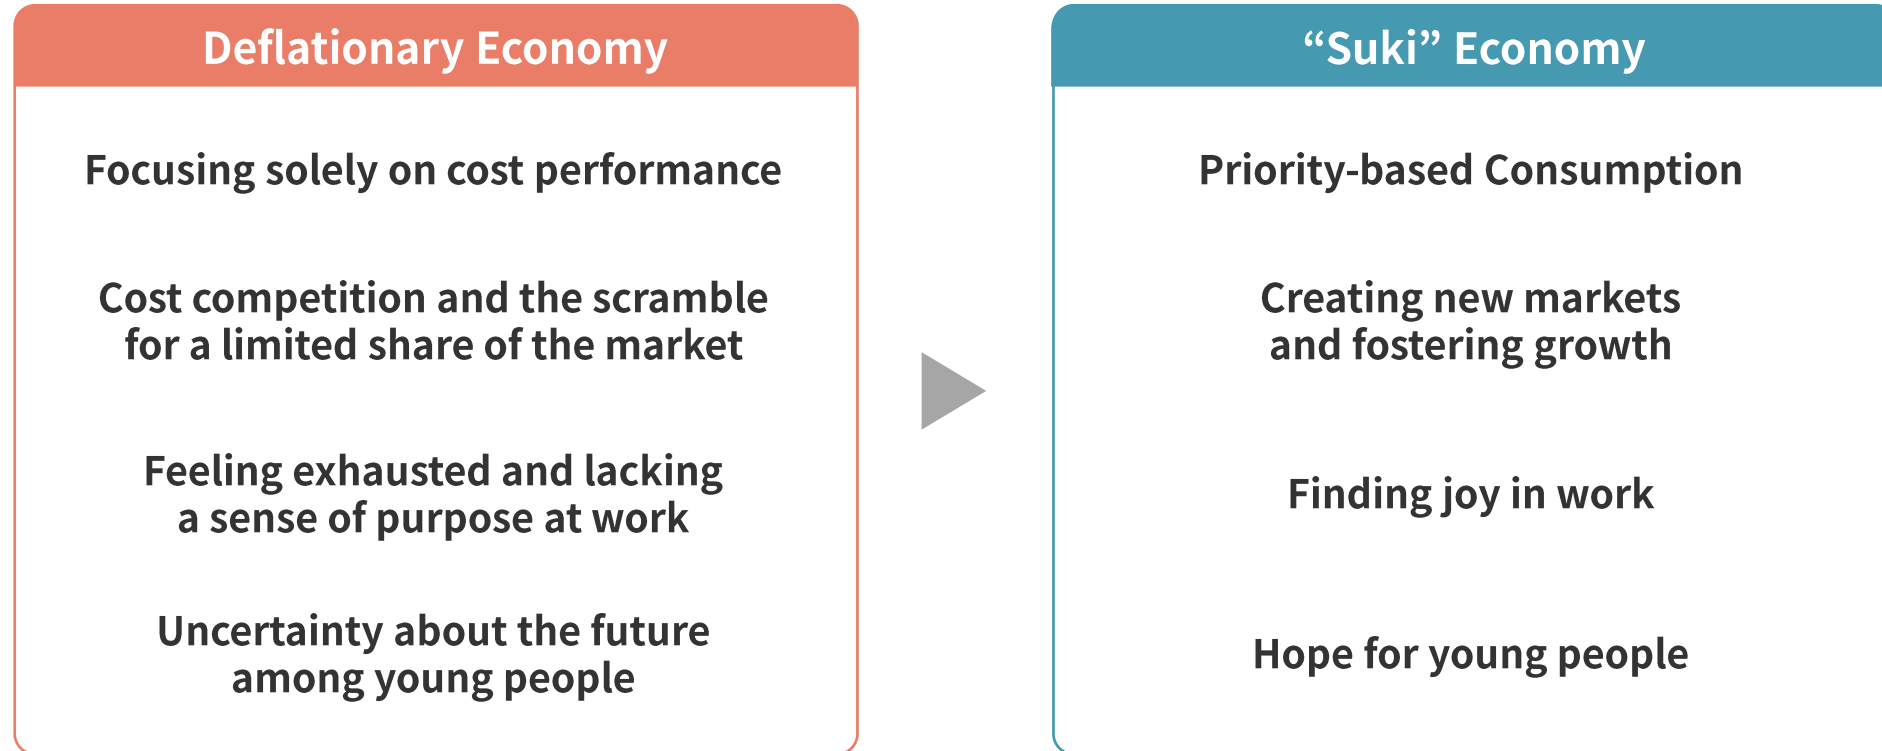 Deflationary Economy
Focusing solely on cost performance
Cost competition and the scramble
for a limited share of the market
Feeling exhausted and lacking
a sense of purpose at work
Uncertainty about the future
among young people
“Suki” Economy
Priority-based Consumption
Creating new markets
and fostering growth
Finding joy in work
Hope for young people